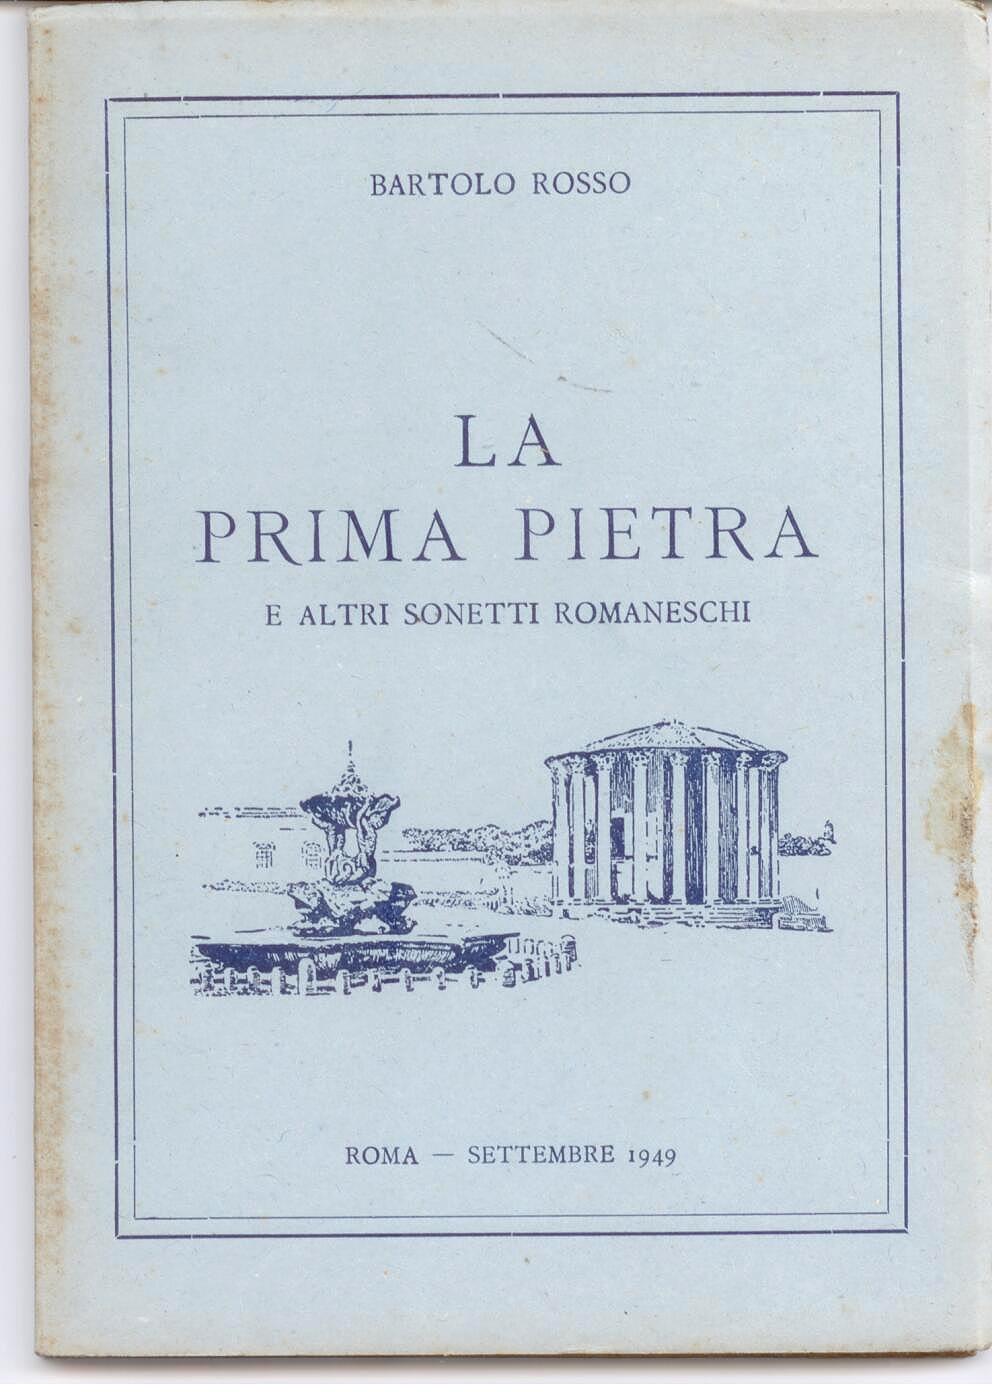 BARTOLO ROSSO
LA
PRIMA PIETRA
E ALTRI SONETTI ROMANESCHI
ROMA — SETTEMBRE 1949